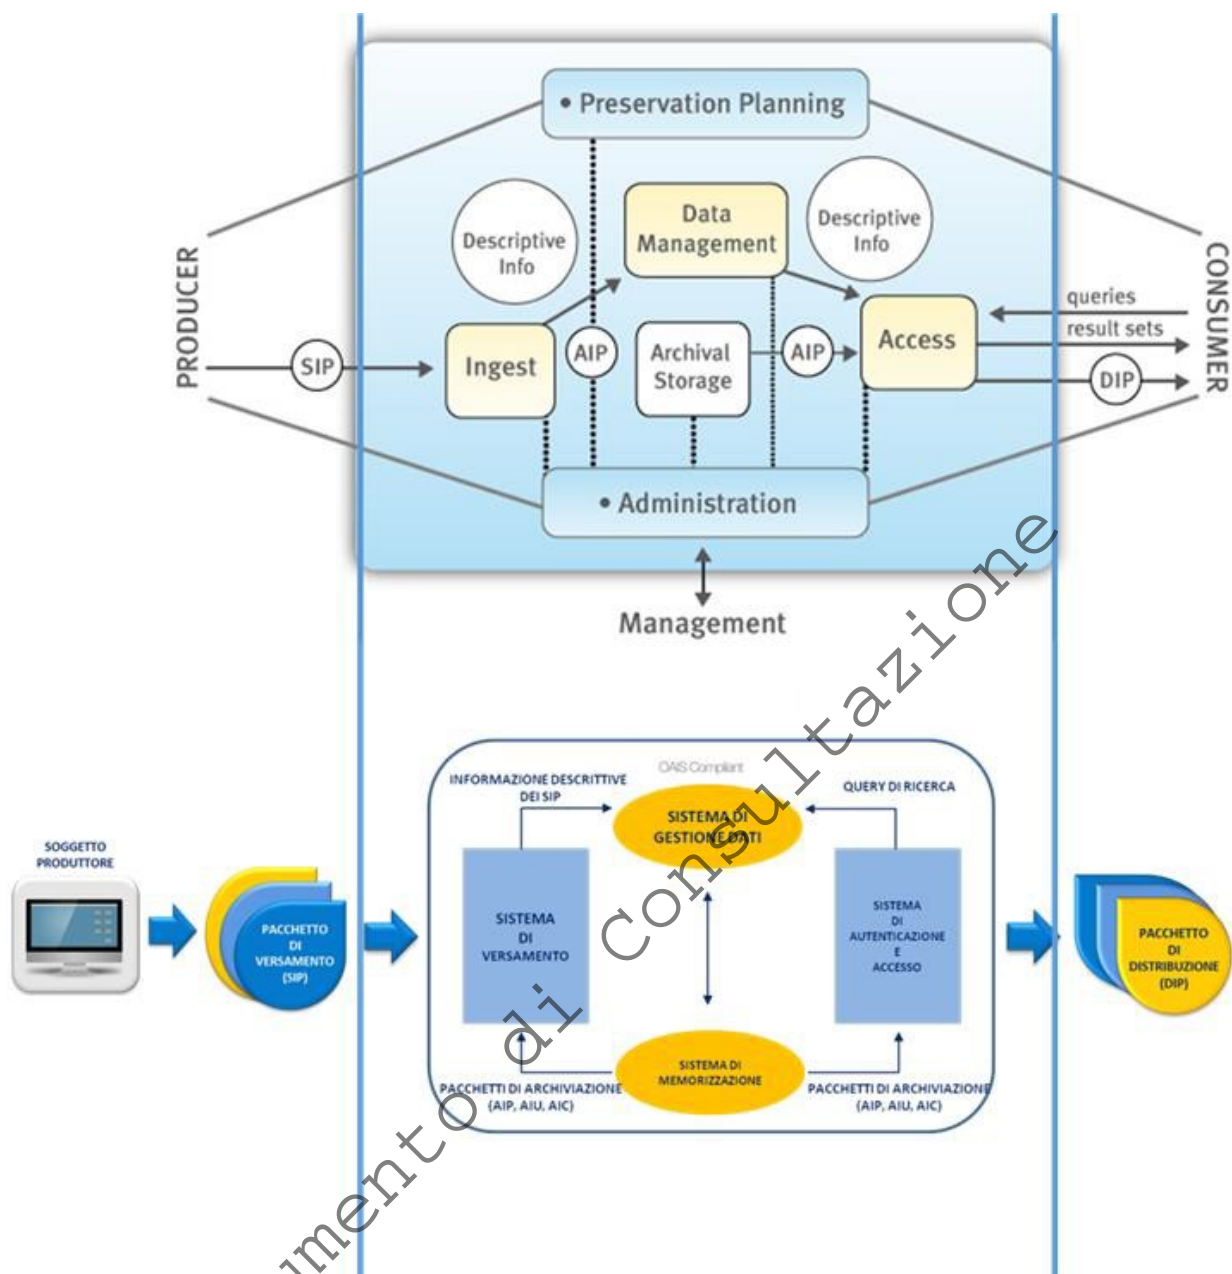 • Preservation Planning
Descriptive
Info
Data
Management
Descriptive
Info
PRODUCER
CONSUMER
SIP
Ingest
AIP
Archival
Storage
AIP
Access
queries
result sets
DIP
• Administration
Management
OAIS Compliant
INFORMAZIONE DESCRITTIVE
DEI SIP
QUERY DI RICERCA
SISTEMA DI
GESTIONE DATI
SOGGETTO
PRODUTTORE
PACCHETTO
DI
VERSAMENTO
(SIP)
SISTEMA
DI
VERSAMENTO
SISTEMA
DI
AUTENTICAZIONE
E
ACCESSO
PACCHETTO
DI
DISTRIBUZIONE
(DIP)
SISTEMA DI
MEMORIZZAZIONE
PACCHETTI DI ARCHIVIAZIONE
(AIP, AIU, AIC)
PACCHETTI DI ARCHIVIAZIONE
(AIP, AIU, AIC)
umento di Consultazione